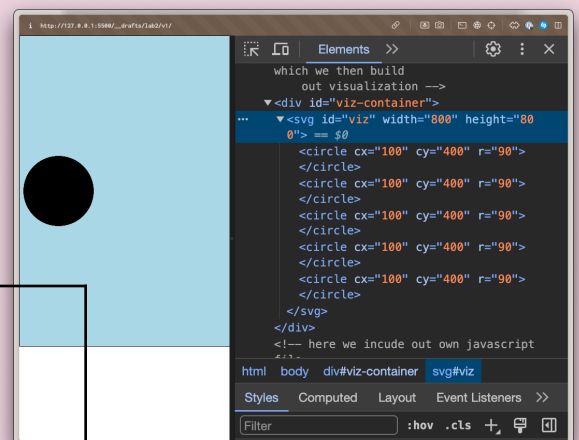 i http://127.0.0.1:5500/__drafts/lab2/v1/
Elements
which we then build
out visualization -->
▼<div id="viz-container">
··· ▼<svg id="viz" width="800" height="80
0"> == $0
<circle cx="100" cy="400" r="90">
</circle>
<circle cx="100" cy="400" r="90">
</circle>
<circle cx="100" cy="400" r="90">
</circle>
<circle cx="100" cy="400" r="90">
</circle>
<circle cx="100" cy="400" r="90">
</circle>
</svg>
</div>
<!-- here we incude out own javascript
html body div#viz-container svg#viz
Styles Computed Layout Event Listeners
Filter :hov .cls